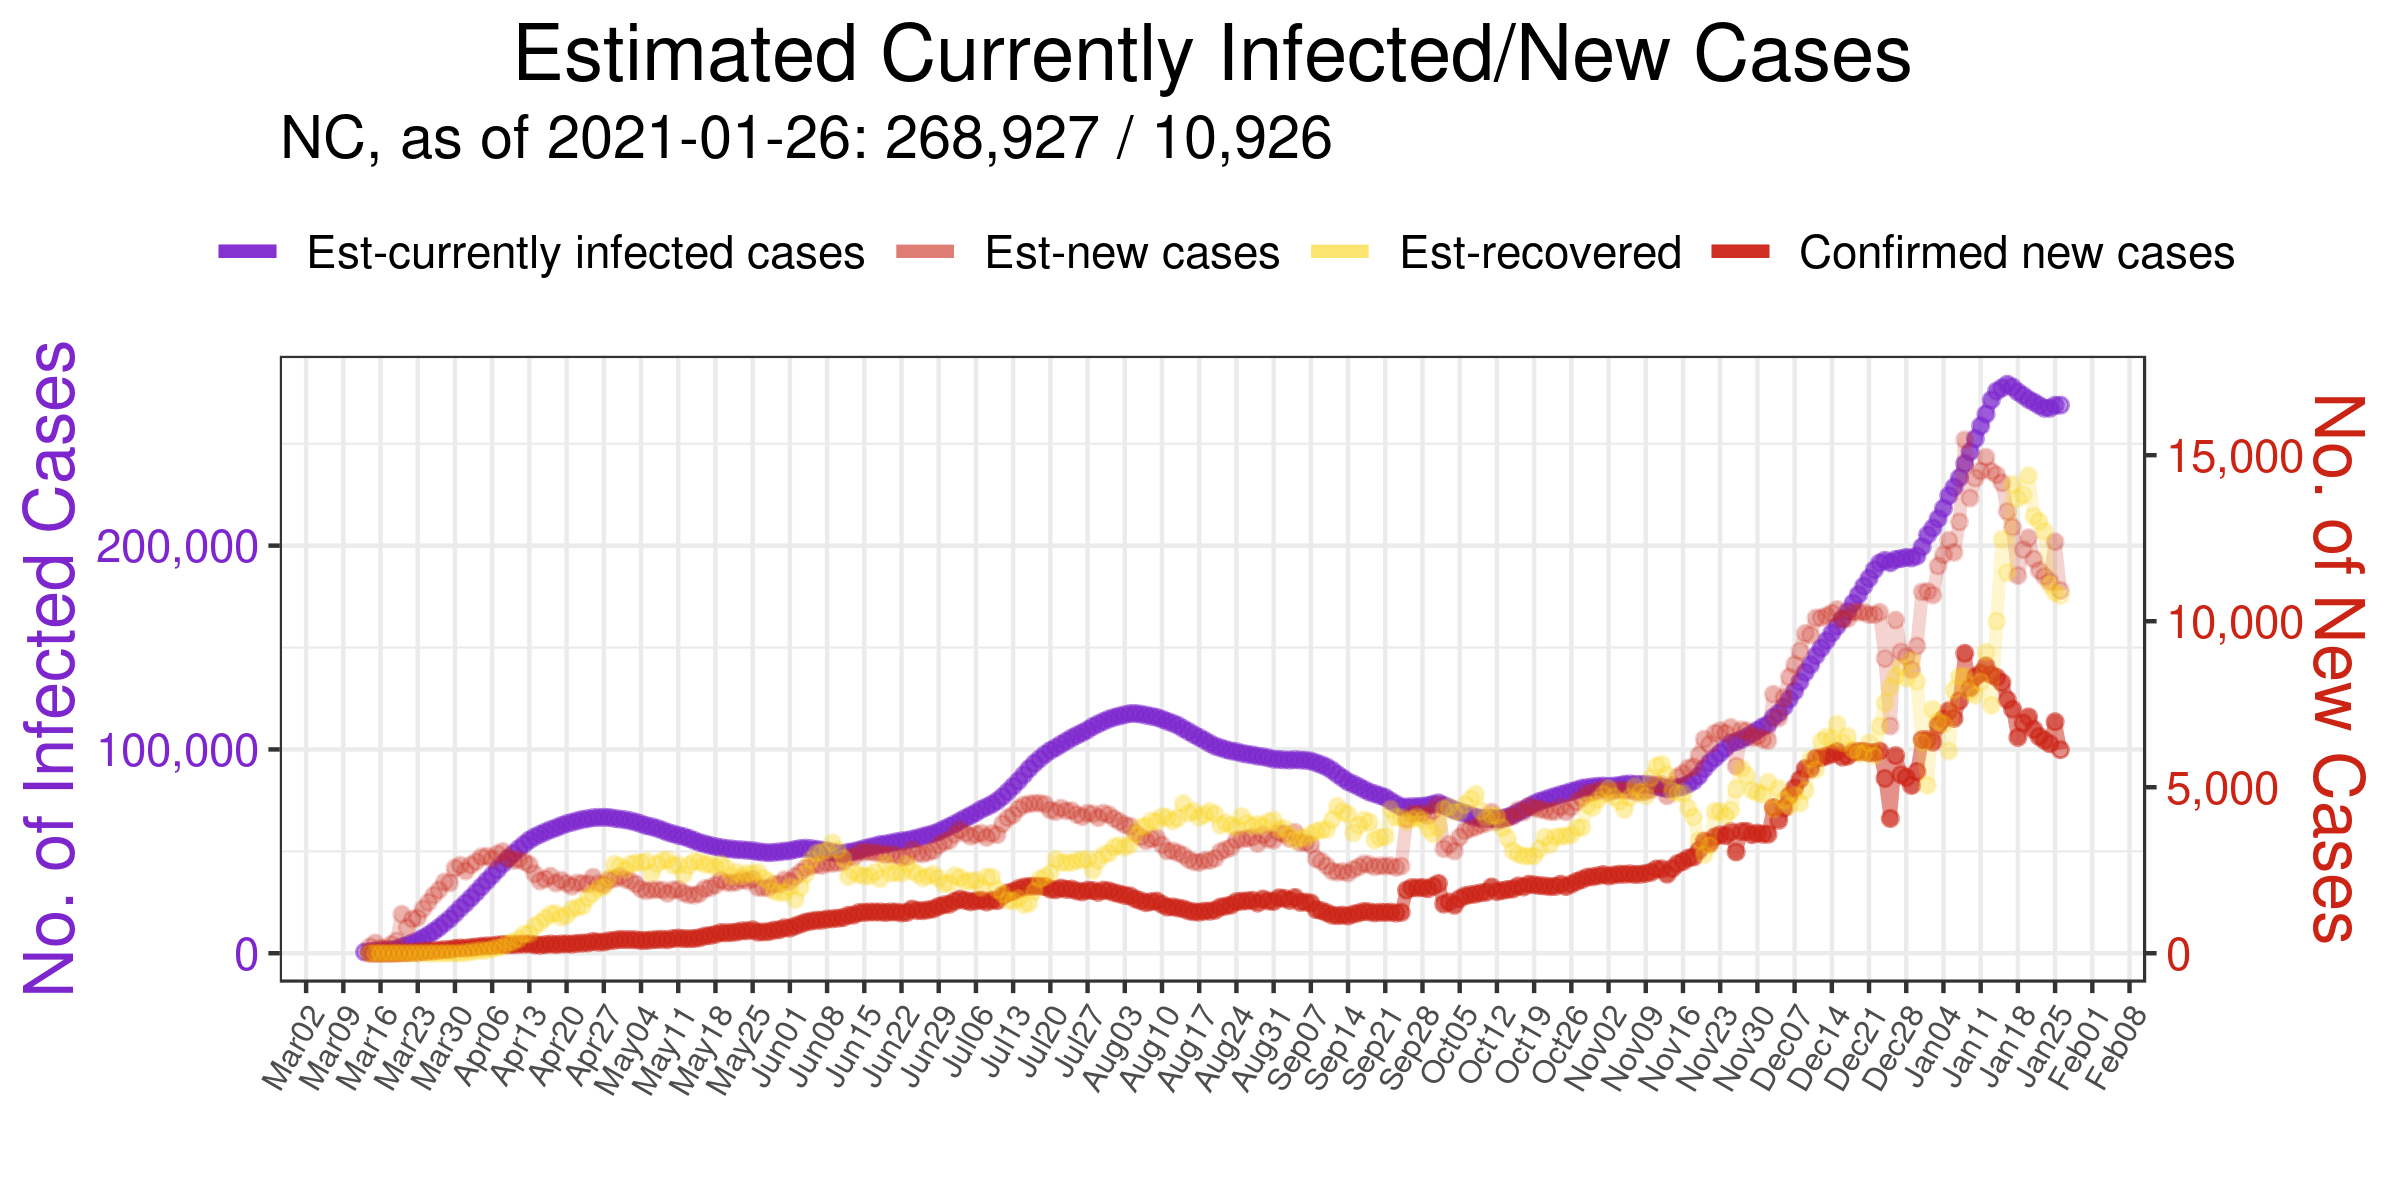 Estimated Currently Infected/New Cases
NC, as of 2021-01-26: 268,927 / 10,926
Est-currently infected cases
Est-new cases
Est-recovered
Confirmed new cases
No. of Infected Cases
200,000
100,000
0
15,000
10,000
5,000
0
No. of New Cases
Mar02
Mar09
Mar16
Mar23
Mar30
Apr06
Apr13
Apr20
Apr27
May04
May11
May18
May25
Jun01
Jun08
Jun15
Jun22
Jun29
Jul06
Jul13
Jul20
Jul27
Aug03
Aug10
Aug17
Aug24
Aug31
Sep07
Sep14
Sep21
Sep28
Oct05
Oct12
Oct19
Oct26
Nov02
Nov09
Nov16
Nov23
Nov30
Dec07
Dec14
Dec21
Dec28
Jan04
Jan11
Jan18
Jan25
Feb01
Feb08